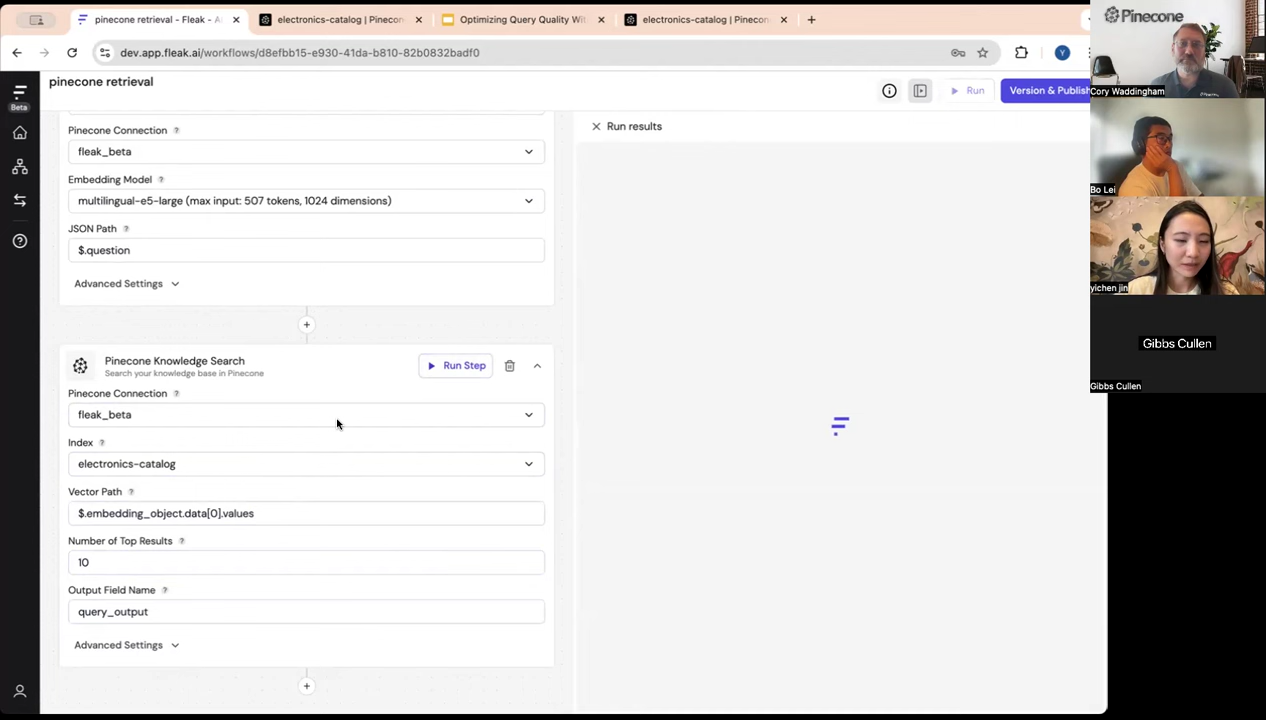 pinecone retrieval - Fleak - A
electronics-catalog | Pinecon
Optimizing Query Quality Wit
electronics-catalog | Pinecon
dev.app.fleak.ai/workflows/d8efbb15-e930-41da-b810-82b0832badf0
Y
Beta
pinecone retrieval
Run
Version & Publish
Pinecone Connection ?
fleak_beta
Embedding Model ?
multilingual-e5-large (max input: 507 tokens, 1024 dimensions)
JSON Path ?
$.question
Advanced Settings
Pinecone Knowledge Search
Search your knowledge base in Pinecone
Run Step
Pinecone Connection ?
fleak_beta
Index ?
electronics-catalog
Vector Path ?
$.embedding_object.data[0].values
Number of Top Results ?
10
Output Field Name ?
query_output
Advanced Settings
Run results
Pinecone
Cory Waddingham
Bo Lei
yichen jin
Gibbs Cullen
Gibbs Cullen